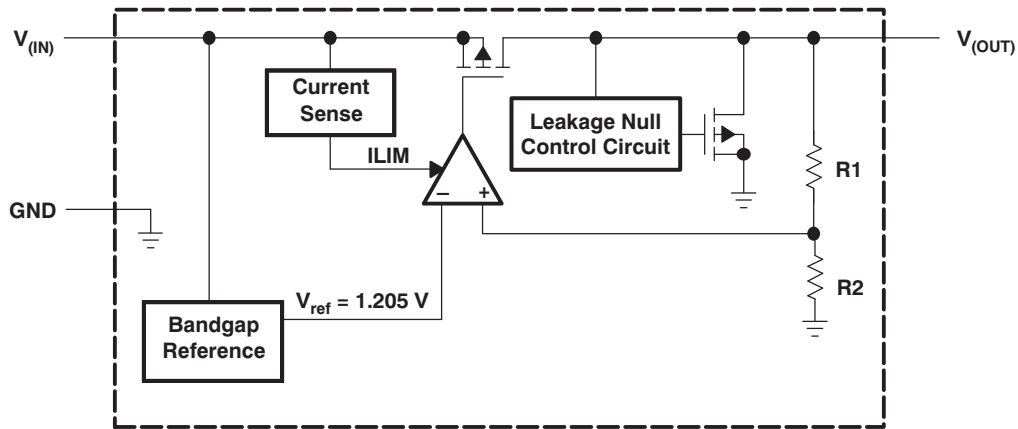 V(IN)
V(OUT)
Current
Sense
Leakage Null
Control Circuit
ILIM
R1
− +
GND
R2
Vref = 1.205 V
Bandgap
Reference